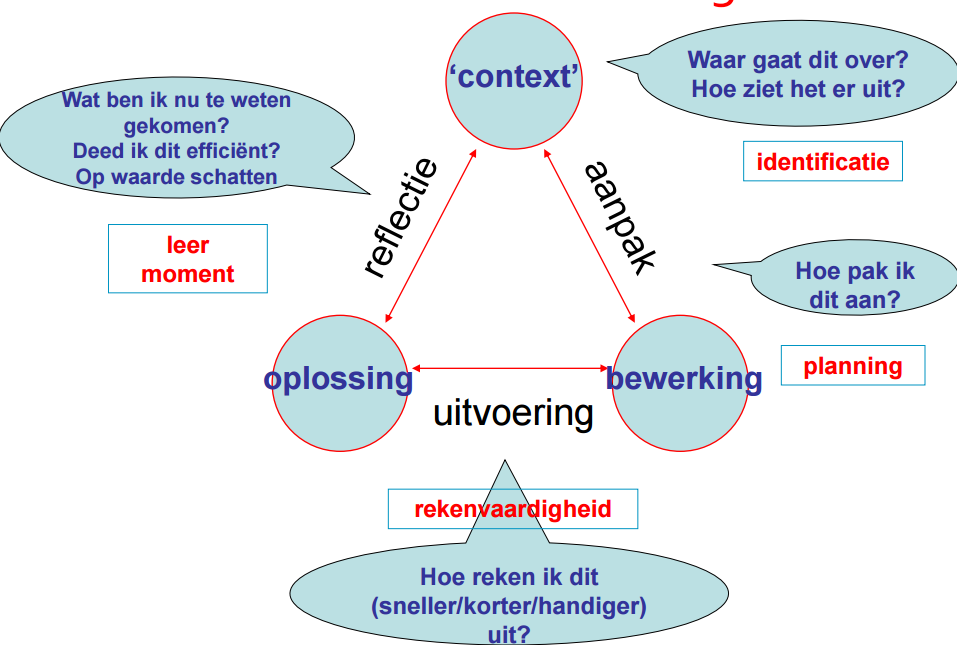 ‘context’
Waar gaat dit over?
Hoe ziet het er uit?
identificatie
Wat ben ik nu te weten
gekomen?
Deed ik dit efficiënt?
Op waarde schatten
reflectie
aanpak
leer
moment
Hoe pak ik
dit aan?
planning
oplossing
bewerking
uitvoering
rekenvaardigheid
Hoe reken ik dit
(sneller/korter/handiger)
uit?